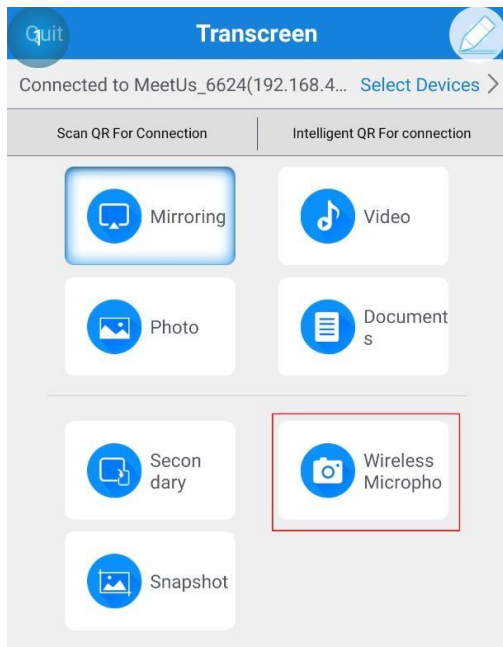 Quit
1
Transcreen
Connected to MeetUs_6624(192.168.4... Select Devices >
Scan QR For Connection
Intelligent QR For connection
Mirroring
Video
Photo
Document
s
Secon
dary
Wireless
Micropho
Snapshot